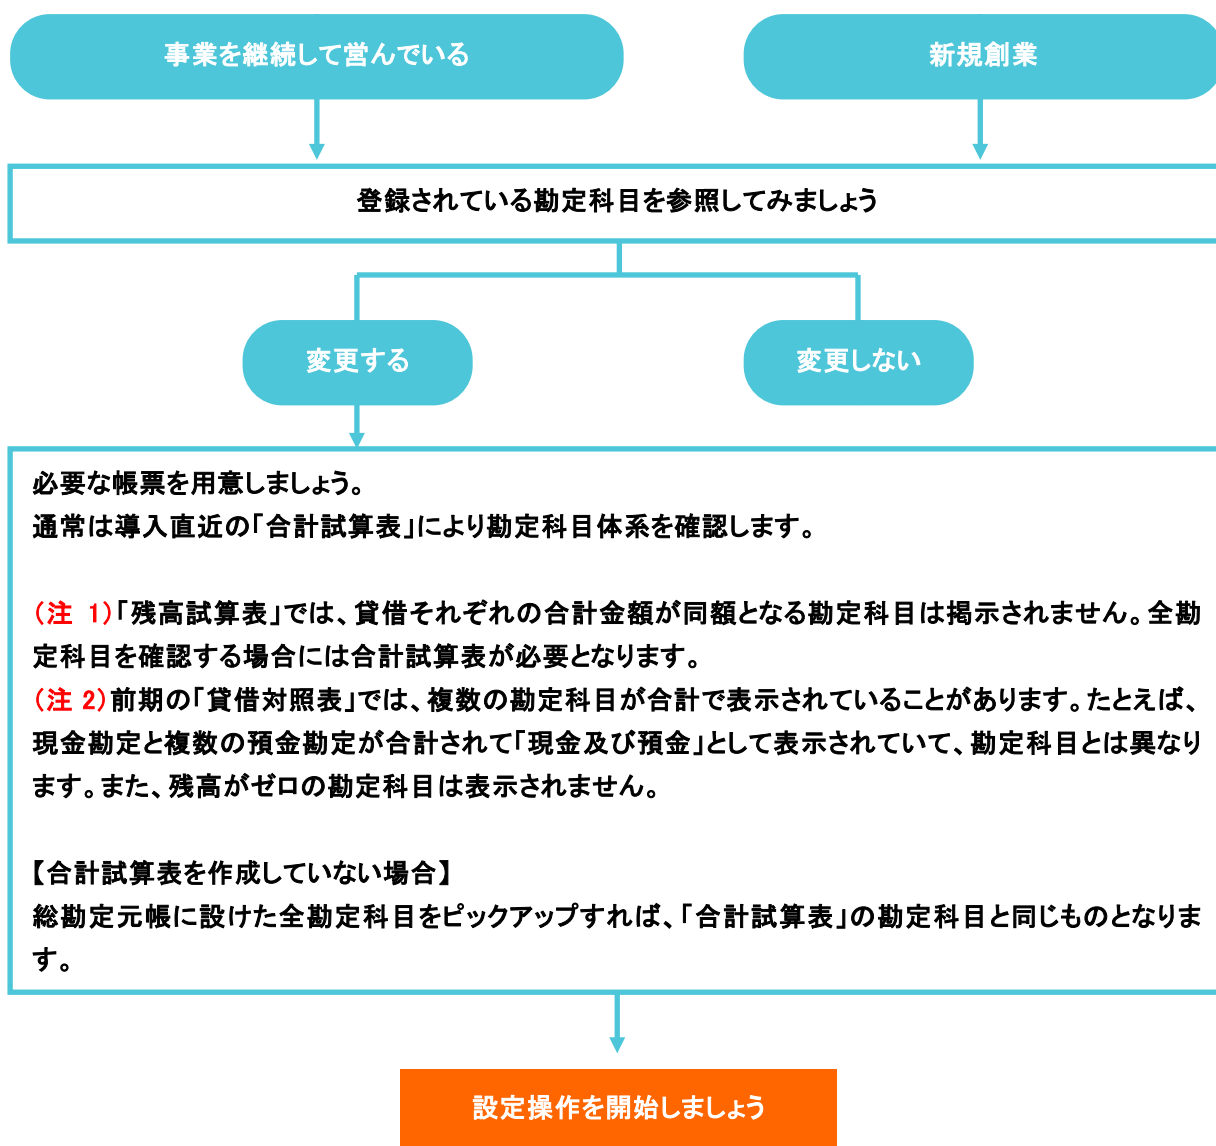 事業を継続して営んでいる
新規創業
登録されている勘定科目を参照してみましょう
変更する
変更しない
必要な帳票を用意しましょう。
通常は導入直近の「合計試算表」により勘定科目体系を確認します。
(注 1)「残高試算表」では、貸借それぞれの合計金額が同額となる勘定科目は掲示されません。全勘
定科目を確認する場合には合計試算表が必要となります。
(注 2)前期の「貸借対照表」では、複数の勘定科目が合計で表示されていることがあります。たとえば、
現金勘定と複数の預金勘定が合計されて「現金及び預金」として表示されていて、勘定科目とは異なり
ます。また、残高がゼロの勘定科目は表示されません。
【合計試算表を作成していない場合】
総勘定元帳に設けた全勘定科目をピックアップすれば、「合計試算表」の勘定科目と同じものとなりま
す。
設定操作を開始しましょう